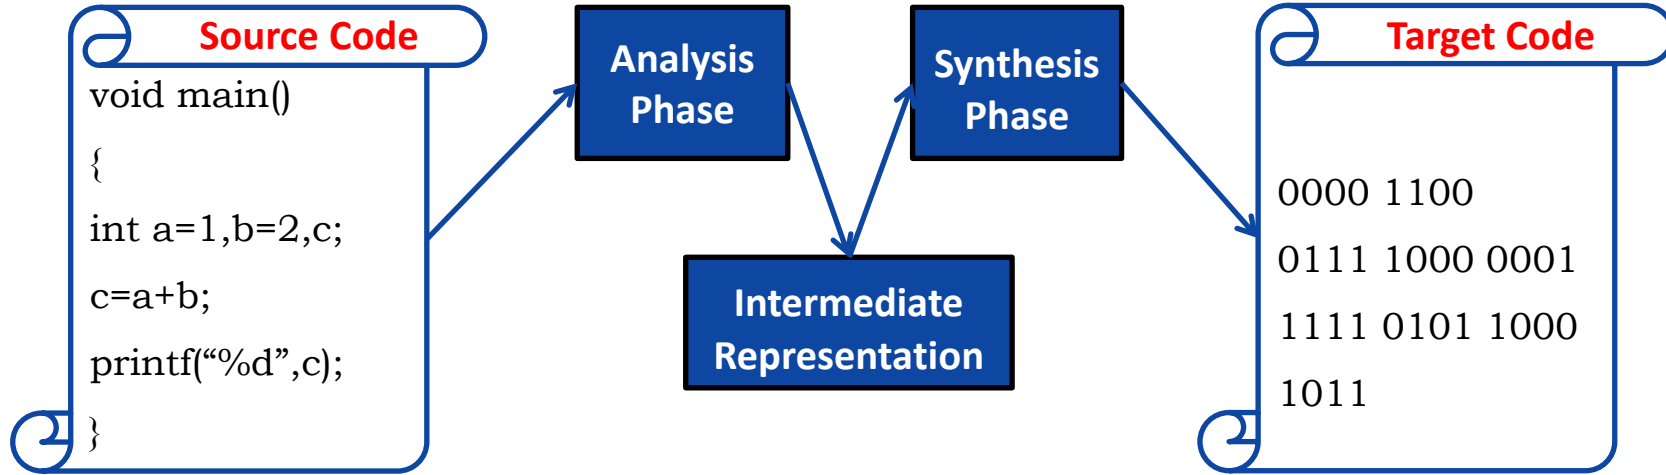 Source Code
void main()
{
int a=1,b=2,c;
c=a+b;
printf(“%d”,c);
}
Analysis
Phase
Intermediate
Representation
Synthesis
Phase
Target Code
0000 1100
0111 1000 0001
1111 0101 1000
1011